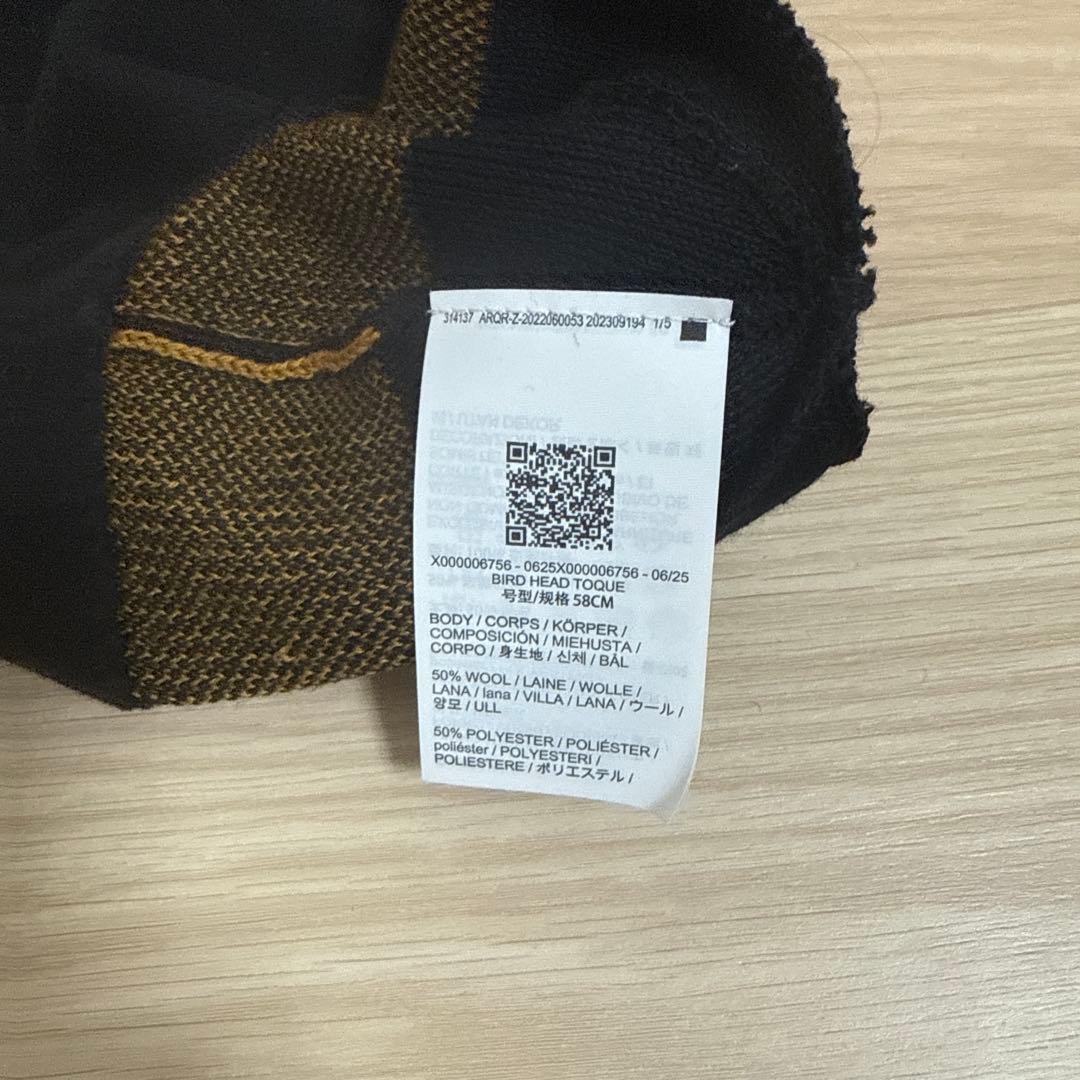 314137 ARQR-Z-2022060053 202309194 1/5
X000006756 - 0625X000006756 - 06/25
BIRD HEAD TOQUE
号型/规格 58CM
BODY / CORPS / KÖRPER /
COMPOSICIÓN / MIEHUSTA /
CORPO / 身生地 / 신체 / BÅL
50% WOOL / LAINE / WOLLE /
LANA / lana / VILLA / LANA / ウール /
양모 / ULL
50% POLYESTER / POLIÉSTER /
poliéster / POLYESTERI /
POLIESTERE / ポリエステル /